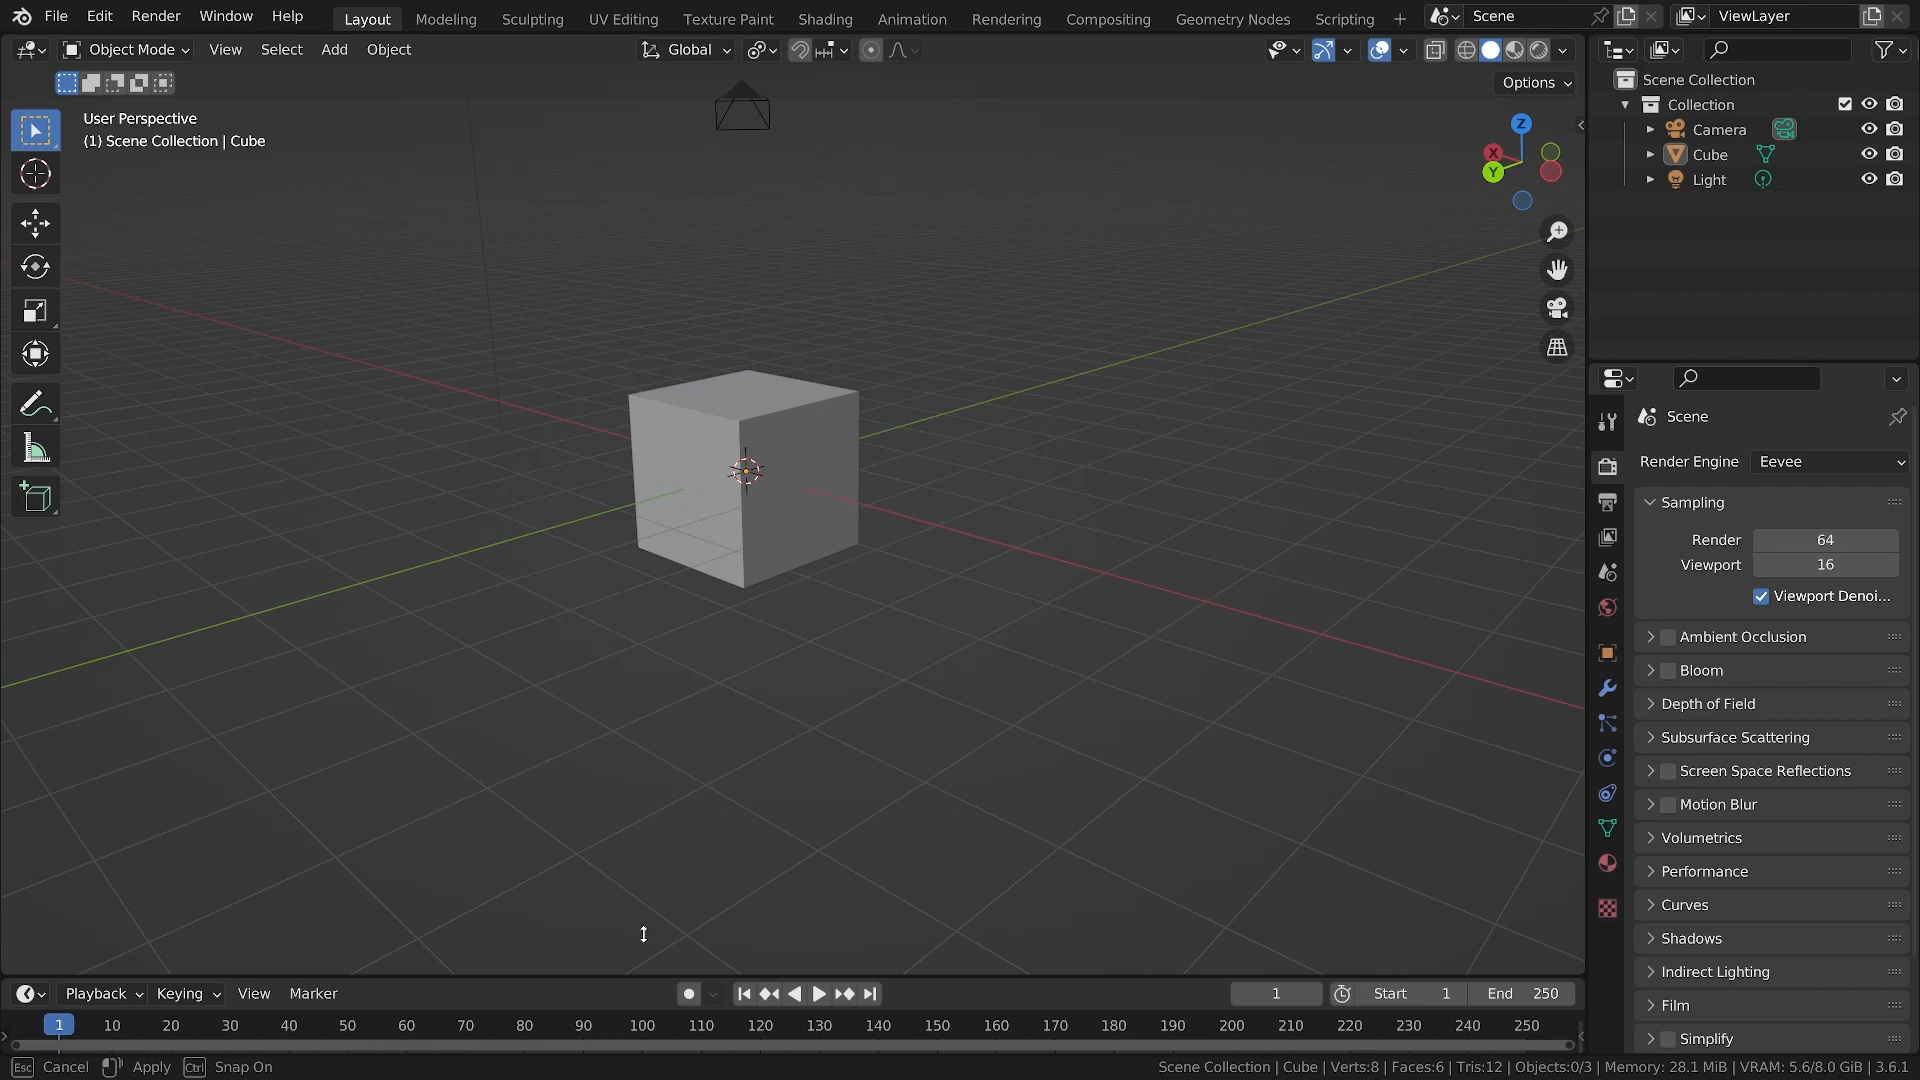 File Edit Render Window Help Layout Modeling Sculpting UV Editing Texture Paint Shading Animation Rendering Compositing Geometry Nodes Scripting + Scene ViewLayer
Object Mode View Select Add Object Global
Options
User Perspective
(1) Scene Collection | Cube
Z
X
Y
Scene Collection
Collection
Camera
Cube
Light
Scene
Render Engine Eevee
Sampling
Render 64
Viewport 16
Viewport Denoi...
Ambient Occlusion
Bloom
Depth of Field
Subsurface Scattering
Screen Space Reflections
Motion Blur
Volumetrics
Performance
Curves
Shadows
Indirect Lighting
Film
Simplify
Playback Keying View Marker 1 Start 1 End 250
1 10 20 30 40 50 60 70 80 90 100 110 120 130 140 150 160 170 180 190 200 210 220 230 240 250
Esc Cancel Apply Ctrl Snap On Scene Collection | Cube | Verts:8 | Faces:6 | Tris:12 | Objects:0/3 | Memory: 28.1 MiB | VRAM: 5.6/8.0 GiB | 3.6.1